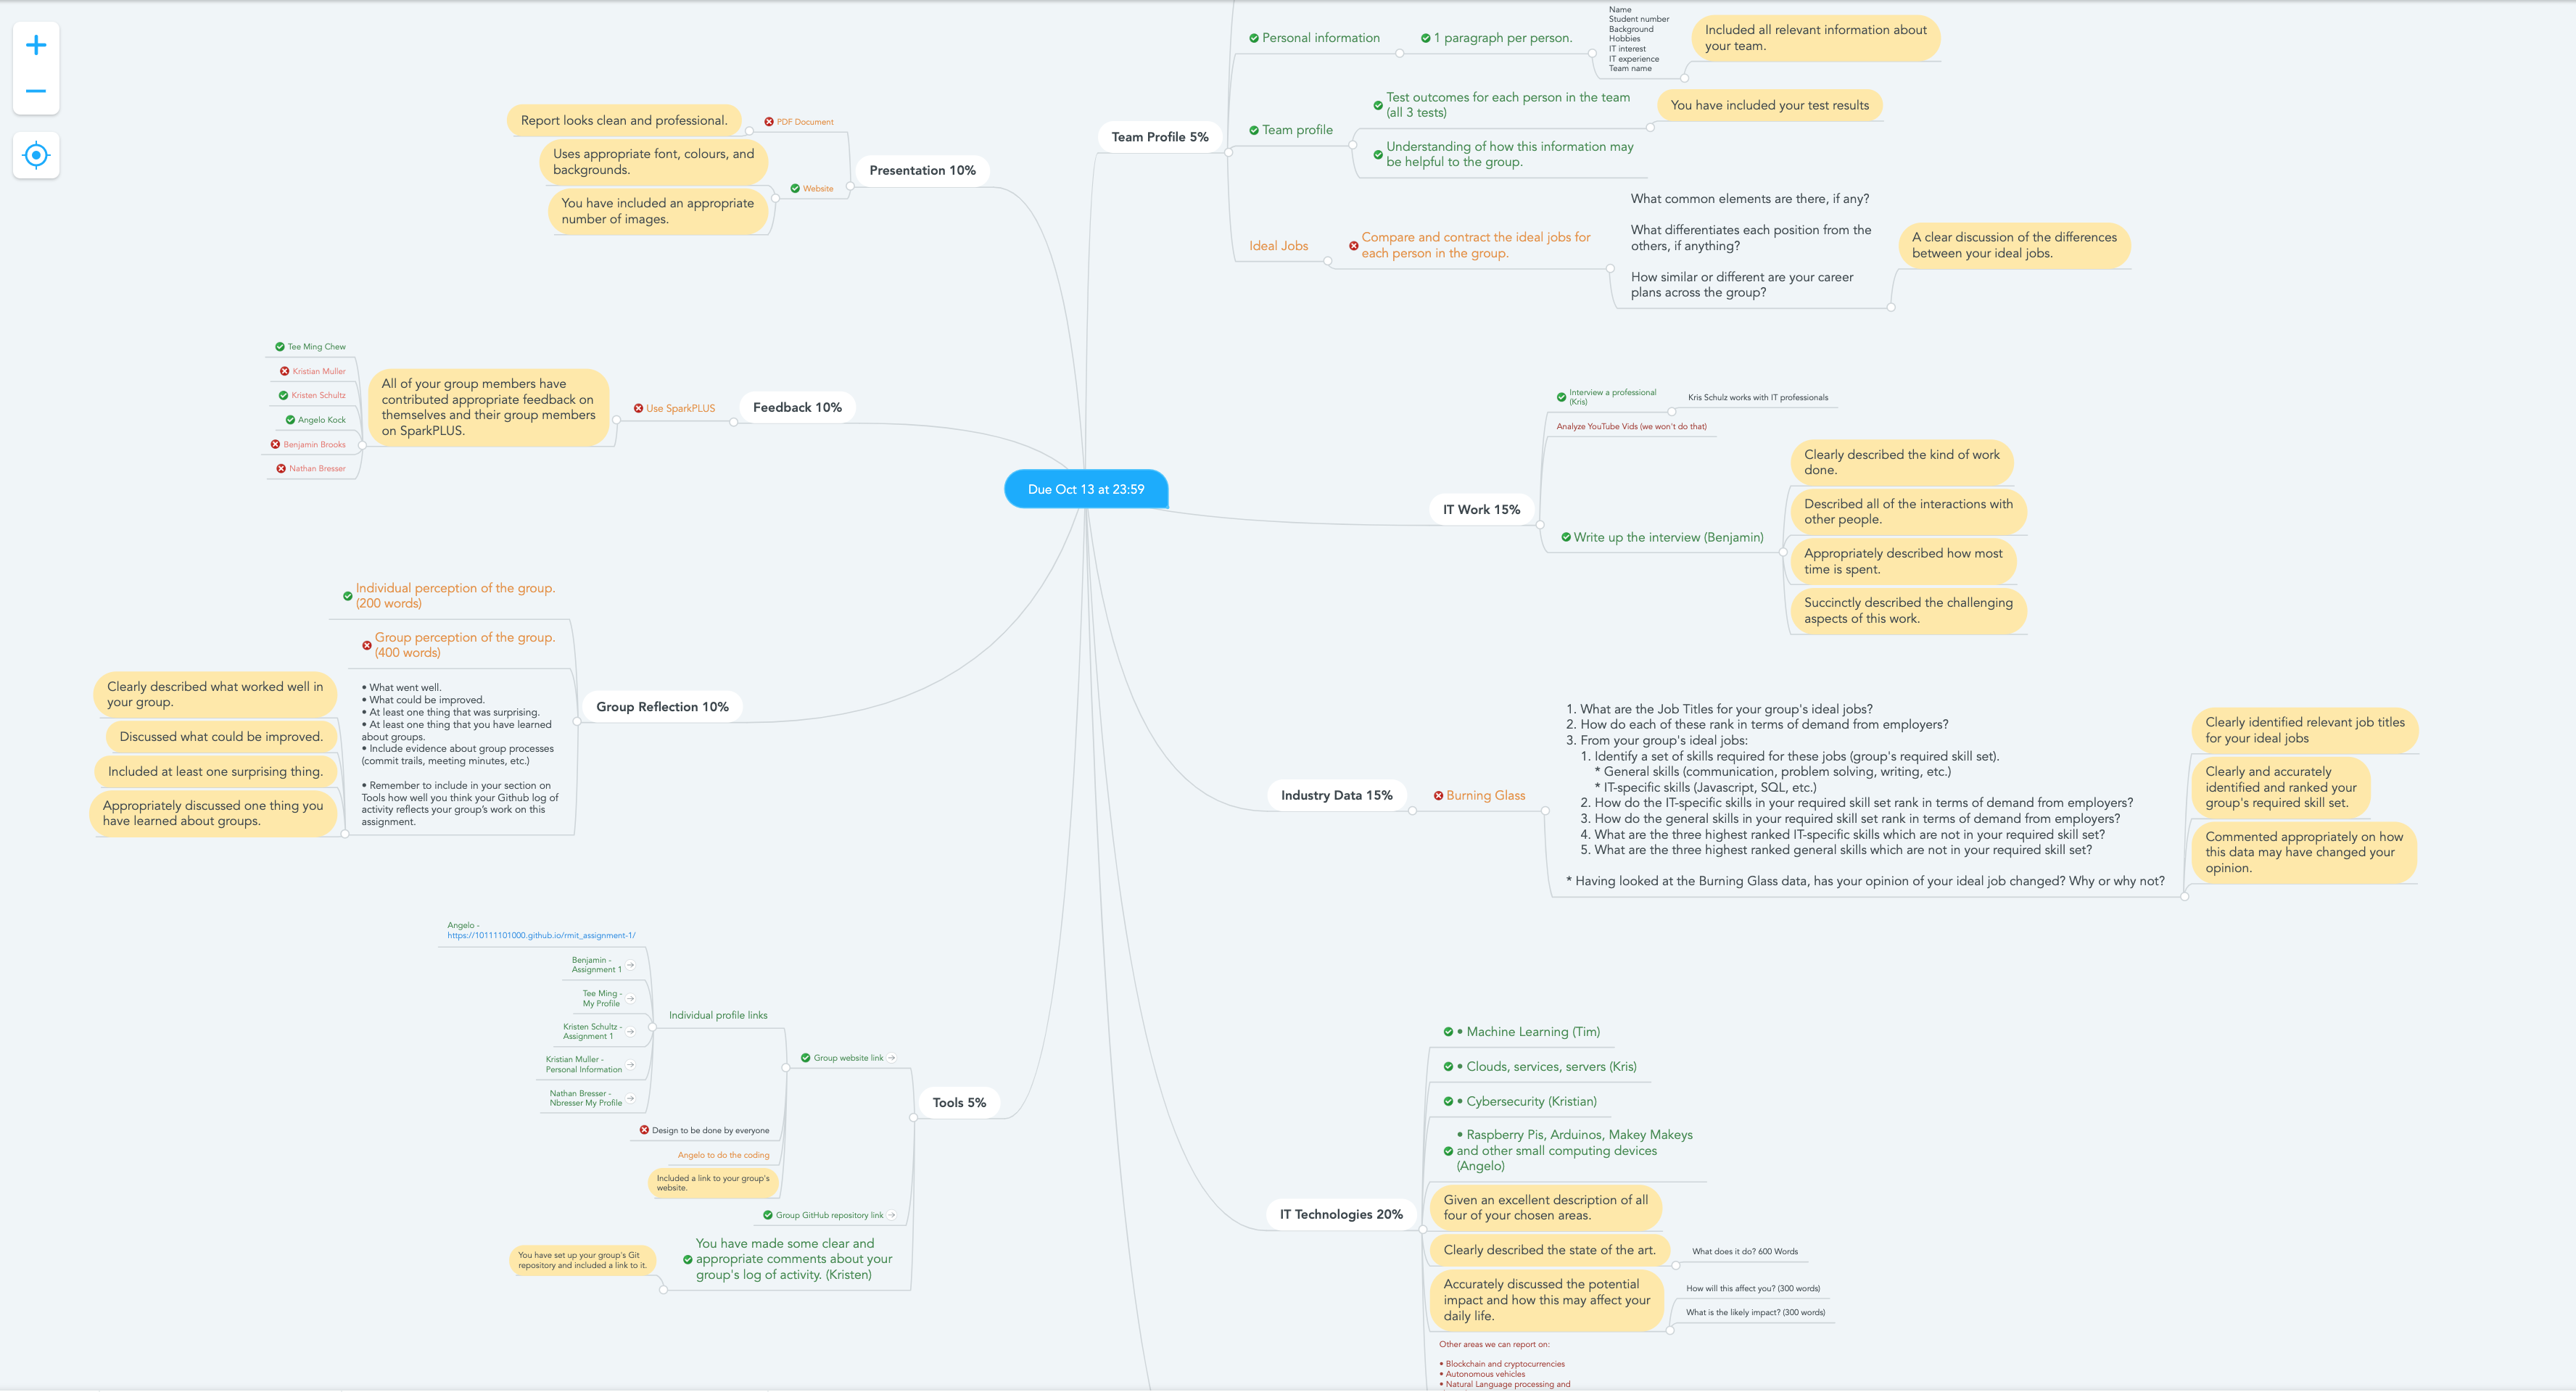 Due Oct 13 at 23:59
Presentation 10%
PDF Document
Report looks clean and professional.
Website
Uses appropriate font, colours, and
backgrounds.
You have included an appropriate
number of images.
Feedback 10%
Use SparkPLUS
All of your group members have
contributed appropriate feedback on
themselves and their group members
on SparkPLUS.
Tee Ming Chew
Kristian Muller
Kristen Schultz
Angelo Kock
Benjamin Brooks
Nathan Bresser
Group Reflection 10%
Individual perception of the group.
(200 words)
Group perception of the group.
(400 words)
• What went well.
• What could be improved.
• At least one thing that was surprising.
• At least one thing that you have learned
about groups.
• Include evidence about group processes
(commit trails, meeting minutes, etc.)
• Remember to include in your section on
Tools how well you think your Github log of
activity reflects your group's work on this
assignment.
Clearly described what worked well in
your group.
Discussed what could be improved.
Included at least one surprising thing.
Appropriately discussed one thing you
have learned about groups.
Tools 5%
Group website link
Individual profile links
Angelo -
https://10111101000.github.io/rmit_assignment-1/
Benjamin -
Assignment 1
Tee Ming -
My Profile
Kristen Schultz -
Assignment 1
Kristian Muller -
Personal Information
Nathan Bresser -
Nbresser My Profile
Design to be done by everyone
Angelo to do the coding
Included a link to your group's
website.
Group GitHub repository link
You have made some clear and
appropriate comments about your
group's log of activity. (Kristen)
You have set up your group's Git
repository and included a link to it.
Team Profile 5%
Personal information
1 paragraph per person.
Name
Student number
Background
Hobbies
IT interest
IT experience
Team name
Included all relevant information about
your team.
Team profile
Test outcomes for each person in the team
(all 3 tests)
You have included your test results
Understanding of how this information may
be helpful to the group.
Ideal Jobs
Compare and contract the ideal jobs for
each person in the group.
What common elements are there, if any?
What differentiates each position from the
others, if anything?
How similar or different are your career
plans across the group?
A clear discussion of the differences
between your ideal jobs.
IT Work 15%
Interview a professional
(Kris)
Kris Schulz works with IT professionals
Analyze YouTube Vids (we won't do that)
Write up the interview (Benjamin)
Clearly described the kind of work
done.
Described all of the interactions with
other people.
Appropriately described how most
time is spent.
Succinctly described the challenging
aspects of this work.
Industry Data 15%
Burning Glass
1. What are the Job Titles for your group's ideal jobs?
2. How do each of these rank in terms of demand from employers?
3. From your group's ideal jobs:
1. Identify a set of skills required for these jobs (group's required skill set).
* General skills (communication, problem solving, writing, etc.)
* IT-specific skills (Javascript, SQL, etc.)
2. How do the IT-specific skills in your required skill set rank in terms of demand from employers?
3. How do the general skills in your required skill set rank in terms of demand from employers?
4. What are the three highest ranked IT-specific skills which are not in your required skill set?
5. What are the three highest ranked general skills which are not in your required skill set?
* Having looked at the Burning Glass data, has your opinion of your ideal job changed? Why or why not?
Clearly identified relevant job titles
for your ideal jobs
Clearly and accurately
identified and ranked your
group's required skill set.
Commented appropriately on how
this data may have changed your
opinion.
IT Technologies 20%
• Machine Learning (Tim)
• Clouds, services, servers (Kris)
• Cybersecurity (Kristian)
• Raspberry Pis, Arduinos, Makey Makeys
and other small computing devices
(Angelo)
Given an excellent description of all
four of your chosen areas.
Clearly described the state of the art.
What does it do? 600 Words
Accurately discussed the potential
impact and how this may affect your
daily life.
How will this affect you? (300 words)
What is the likely impact? (300 words)
Other areas we can report on:
• Blockchain and cryptocurrencies
• Autonomous vehicles
• Natural Language processing and